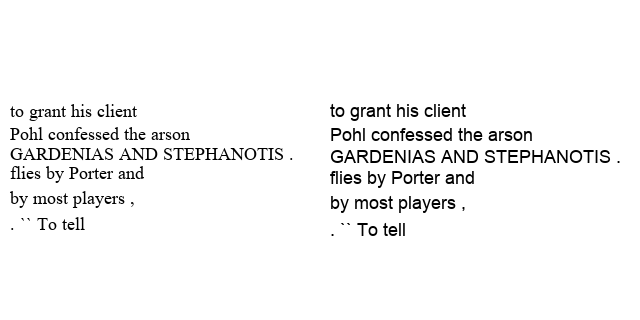 to grant his client
Pohl confessed the arson
GARDENIAS AND STEPHANOTIS .
flies by Porter and
by most players ,
. `` To tell
to grant his client
Pohl confessed the arson
GARDENIAS AND STEPHANOTIS .
flies by Porter and
by most players ,
. `` To tell